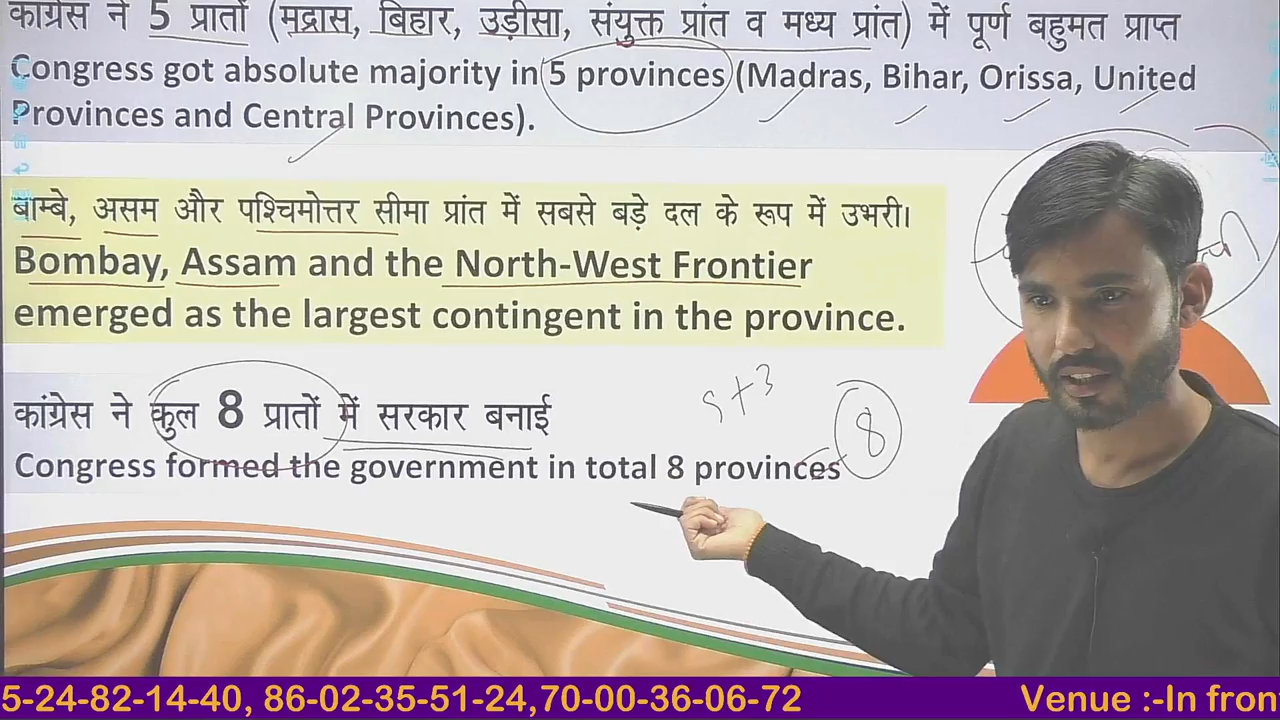 कांग्रेस ने 5 प्रातों (मद्रास, बिहार, उड़ीसा, संयुक्त प्रांत व मध्य प्रांत) में पूर्ण बहुमत प्राप्त
Congress got absolute majority in 5 provinces (Madras, Bihar, Orissa, United
Provinces and Central Provinces).
बाम्बे, असम और पश्चिमोत्तर सीमा प्रांत में सबसे बड़े दल के रूप में उभरी।
Bombay, Assam and the North-West Frontier
emerged as the largest contingent in the province.
5+3
8
कांग्रेस ने कुल 8 प्रातों में सरकार बनाई
Congress formed the government in total 8 provinces
5-24-82-14-40, 86-02-35-51-24,70-00-36-06-72 Venue :-In fron